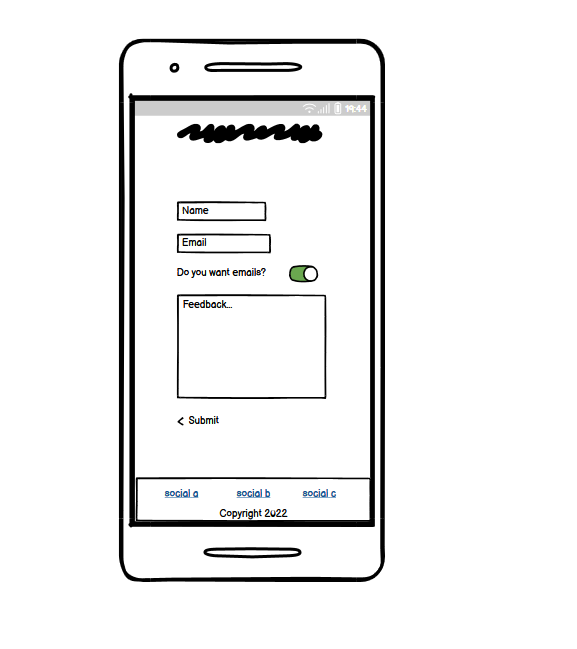 19:44
Name
Email
Do you want emails?
Feedback...
< Submit
social a social b social c
Copyright 2022